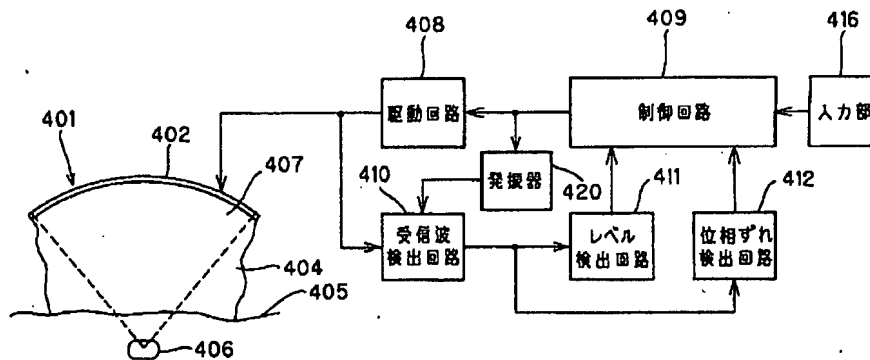 408
409
416
駆動回路
制御回路
入力部
401
402
407
410
発振器
420
411
412
受信波
検出回路
レベル
検出回路
位相ずれ
検出回路
404
405
406